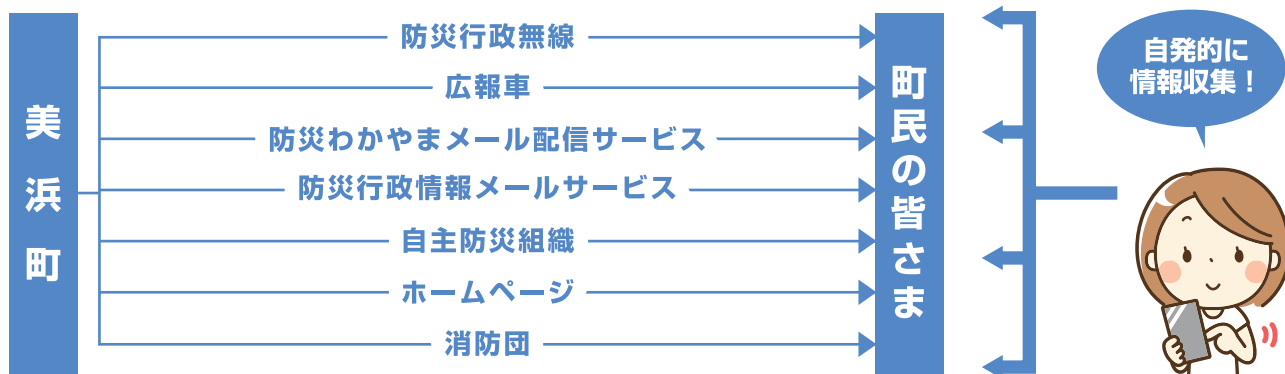 美浜町
防災行政無線
広報車
防災わかやまメール配信サービス
防災行政情報メールサービス
自主防災組織
ホームページ
消防団
町民の皆さま
自発的に
情報収集！